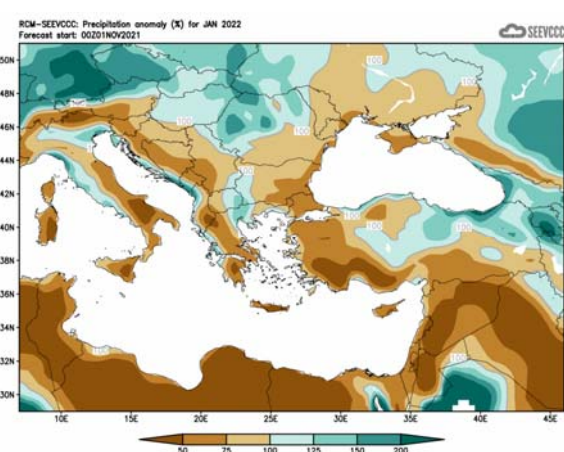 RCM-SEEVCCC: Precipitation anomaly (%) for JAN 2022
Forecast start: 00Z01NOV2021
SEEVCCC
50N
48N
46N
44N
42N
40N
38N
36N
34N
32N
30N
100
100
100
100
100
100
100
100
100
10E
15E
20E
25E
30E
35E
40E
45E
50
75
100
125
150
200